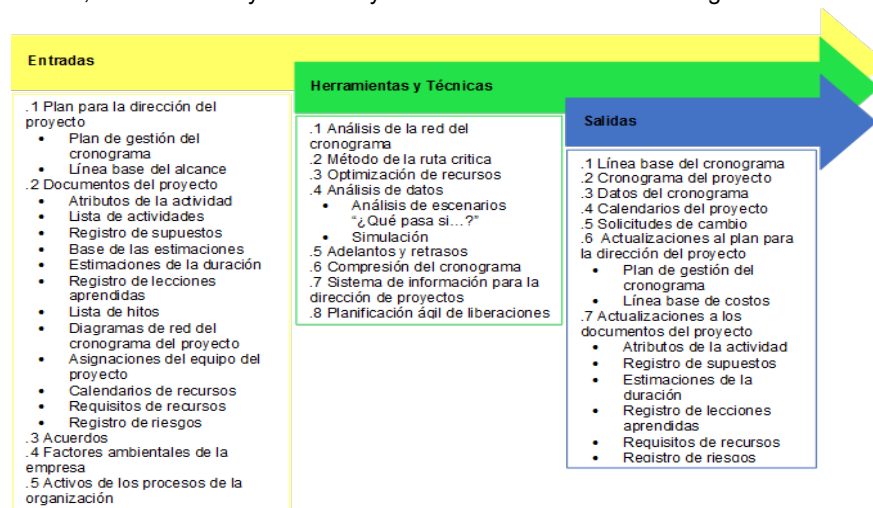 Entradas
.1 Plan para la dirección del
proyecto
• Plan de gestión del
cronograma
• Línea base del alcance
.2 Documentos del proyecto
• Atributos de la actividad
• Lista de actividades
• Registro de supuestos
• Base de las estimaciones
• Estimaciones de la duración
• Registro de lecciones
aprendidas
• Lista de hitos
• Diagramas de red del
cronograma del proyecto
• Asignaciones del equipo del
proyecto
• Calendarios de recursos
• Requisitos de recursos
• Registro de riesgos
.3 Acuerdos
.4 Factores ambientales de la
empresa
.5 Activos de los procesos de la
organización
Herramientas y Técnicas
.1 Análisis de la red del
cronograma
.2 Método de la ruta critica
.3 Optimización de recursos
.4 Análisis de datos
• Análisis de escenarios
“¿Qué pasa si…?”
• Simulación
.5 Adelantos y retrasos
.6 Compresión del cronograma
.7 Sistema de información para la
dirección de proyectos
.8 Planificación ágil de liberaciones
Salidas
.1 Línea base del cronograma
.2 Cronograma del proyecto
.3 Datos del cronograma
.4 Calendarios del proyecto
.5 Solicitudes de cambio
.6 Actualizaciones al plan para
la dirección del proyecto
• Plan de gestión del
cronograma
• Línea base de costos
.7 Actualizaciones a los
documentos del proyecto
• Atributos de la actividad
• Registro de supuestos
• Estimaciones de la
duración
• Registro de lecciones
aprendidas
• Requisitos de recursos
• Registro de riesgos